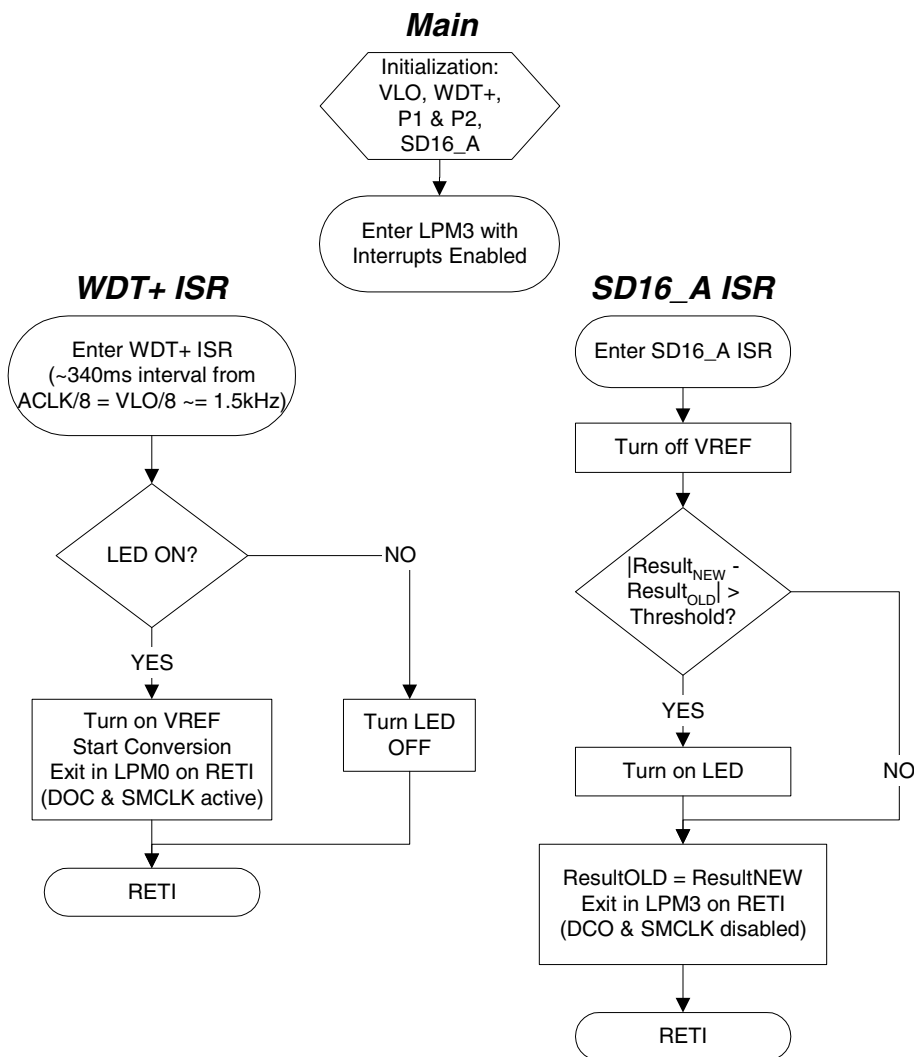 Main
Initialization:
VLO, WDT+,
P1 & P2,
SD16_A
Enter LPM3 with
Interrupts Enabled
WDT+ ISR
Enter WDT+ ISR
(~340ms interval from
ACLK/8 = VLO/8 ~= 1.5kHz)
LED ON?
NO
YES
Turn on VREF
Start Conversion
Exit in LPM0 on RETI
(DOC & SMCLK active)
Turn LED
OFF
RETI
SD16_A ISR
Enter SD16_A ISR
Turn off VREF
|ResultNEW -
ResultOLD| >
Threshold?
YES
NO
Turn on LED
ResultOLD = ResultNEW
Exit in LPM3 on RETI
(DCO & SMCLK disabled)
RETI